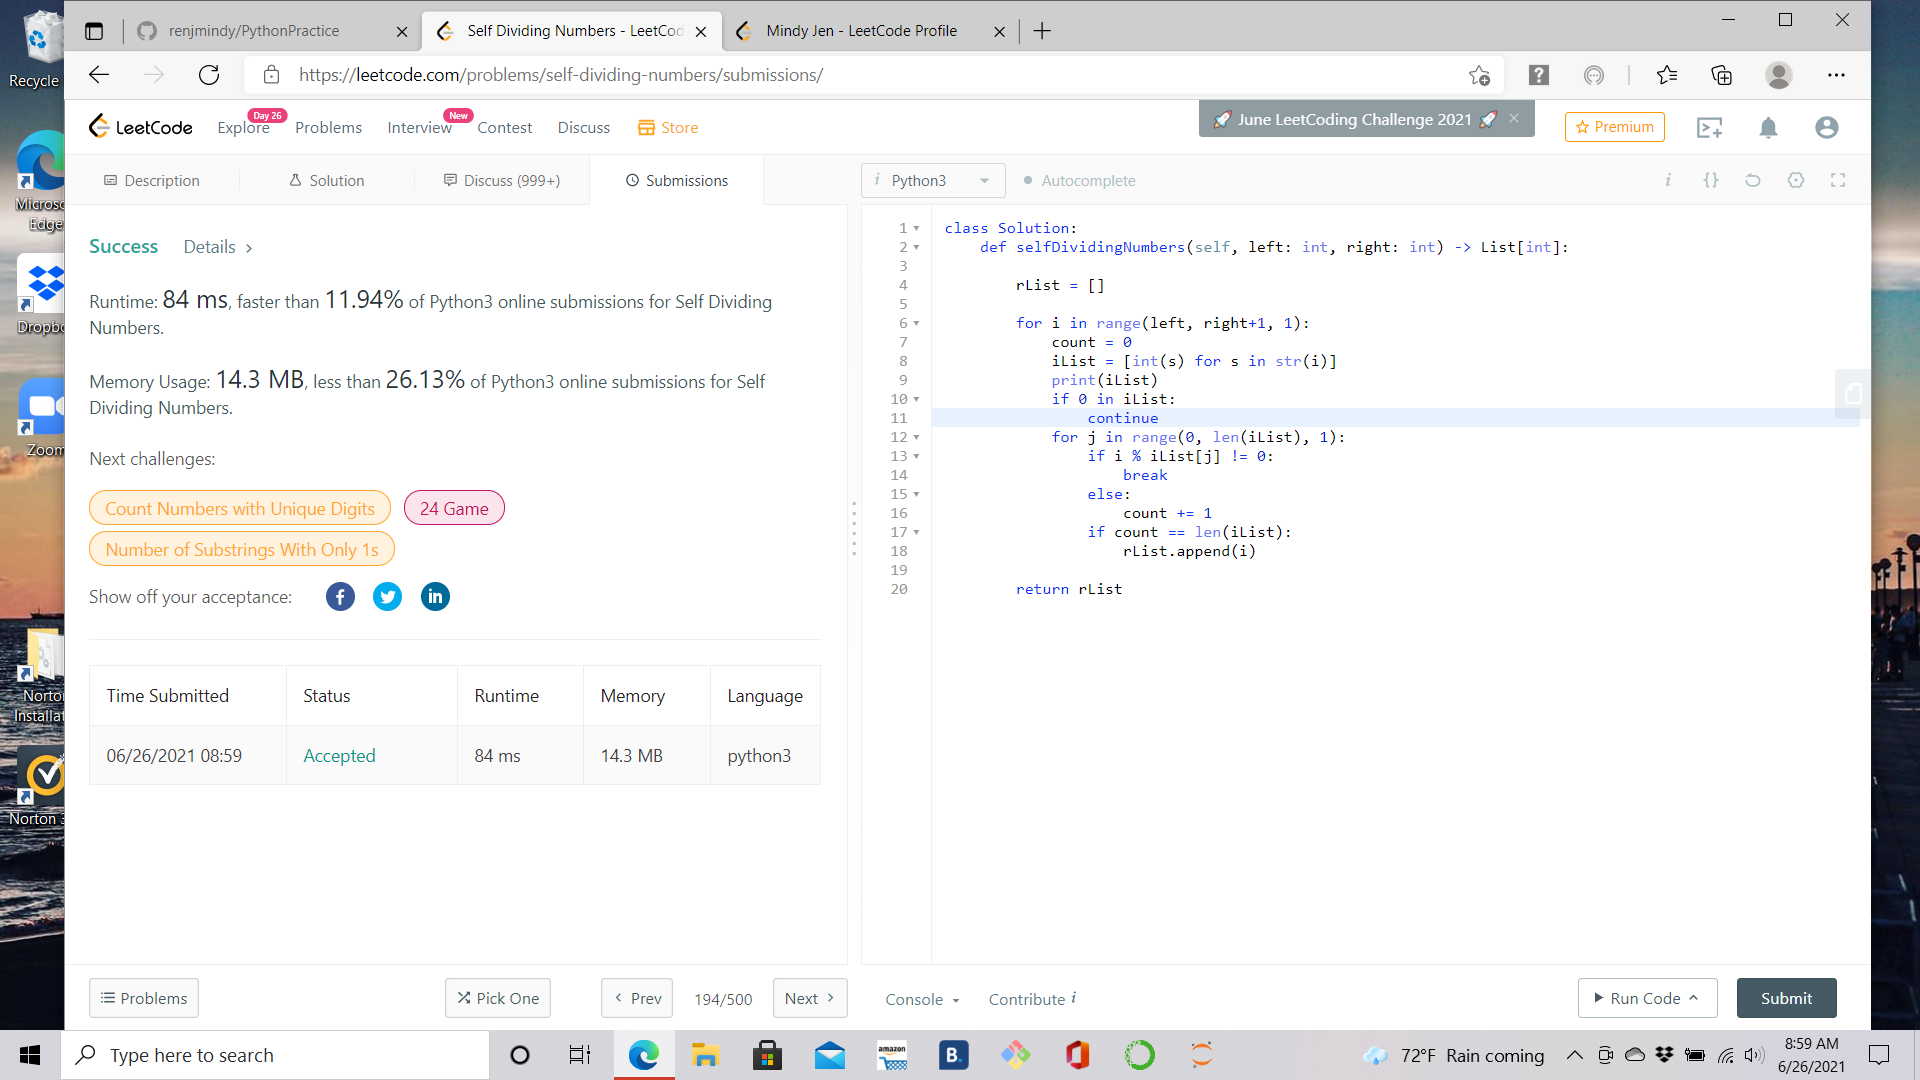 Recycle
Microso
Edge
Dropbo
Zoom
Norto
Installat
Norton 3
renjmindy/PythonPractice
Self Dividing Numbers - LeetCod
Mindy Jen - LeetCode Profile
https://leetcode.com/problems/self-dividing-numbers/submissions/
LeetCode
Explore
Day 26
Problems
Interview
New
Contest
Discuss
Store
🚀 June LeetCoding Challenge 2021 🚀
Premium
Description
Solution
Discuss (999+)
Submissions
i Python3
Autocomplete
Success Details >
Runtime: 84 ms, faster than 11.94% of Python3 online submissions for Self Dividing
Numbers.
Memory Usage: 14.3 MB, less than 26.13% of Python3 online submissions for Self
Dividing Numbers.
Next challenges:
Count Numbers with Unique Digits
24 Game
Number of Substrings With Only 1s
Show off your acceptance:
Time Submitted Status Runtime Memory Language
06/26/2021 08:59 Accepted 84 ms 14.3 MB python3
1 class Solution:
2     def selfDividingNumbers(self, left: int, right: int) -> List[int]:
3
4         rList = []
5
6         for i in range(left, right+1, 1):
7             count = 0
8             iList = [int(s) for s in str(i)]
9             print(iList)
10             if 0 in iList:
11                 continue
12             for j in range(0, len(iList), 1):
13                 if i % iList[j] != 0:
14                     break
15                 else:
16                     count += 1
17                 if count == len(iList):
18                     rList.append(i)
19
20         return rList
Problems
Pick One
< Prev
194/500
Next >
Console
Contribute i
Run Code
Submit
Type here to search
amazon
B.
72°F Rain coming
8:59 AM
6/26/2021